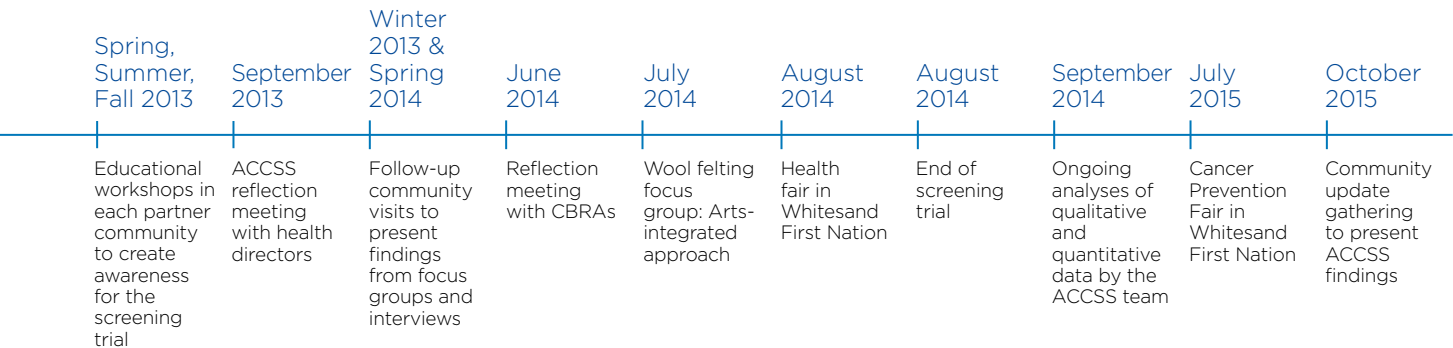 Spring,
Summer,
Fall 2013
Educational
workshops in
each partner
community
to create
awareness
for the
screening
trial
September
2013
ACCSS
reflection
meeting
with health
directors
Winter
2013 &
Spring
2014
Follow-up
community
visits to
present
findings
from focus
groups and
interviews
June
2014
Reflection
meeting
with CBRAs
July
2014
Wool felting
focus
group: Arts-
integrated
approach
August
2014
Health
fair in
Whitesand
First Nation
August
2014
End of
screening
trial
September
2014
Ongoing
analyses of
qualitative
and
quantitative
data by the
ACCSS team
July
2015
Cancer
Prevention
Fair in
Whitesand
First Nation
October
2015
Community
update
gathering
to present
ACCSS
findings